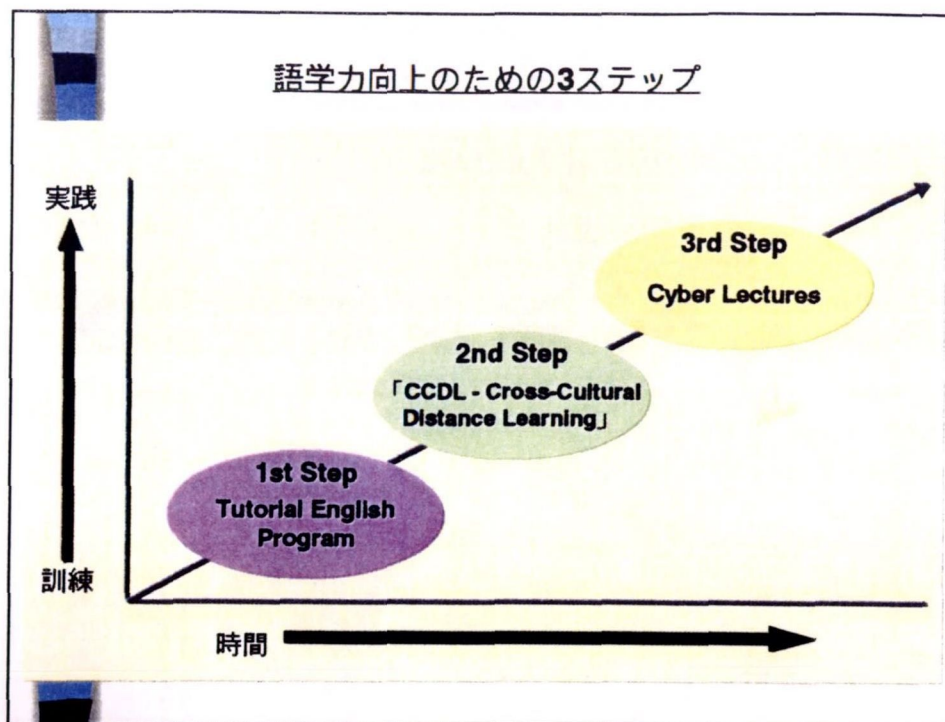 語学力向上のための3ステップ
実践
3rd Step
Cyber Lectures
2nd Step
「CCDL - Cross-Cultural
Distance Learning」
1st Step
Tutorial English
Program
訓練
時間